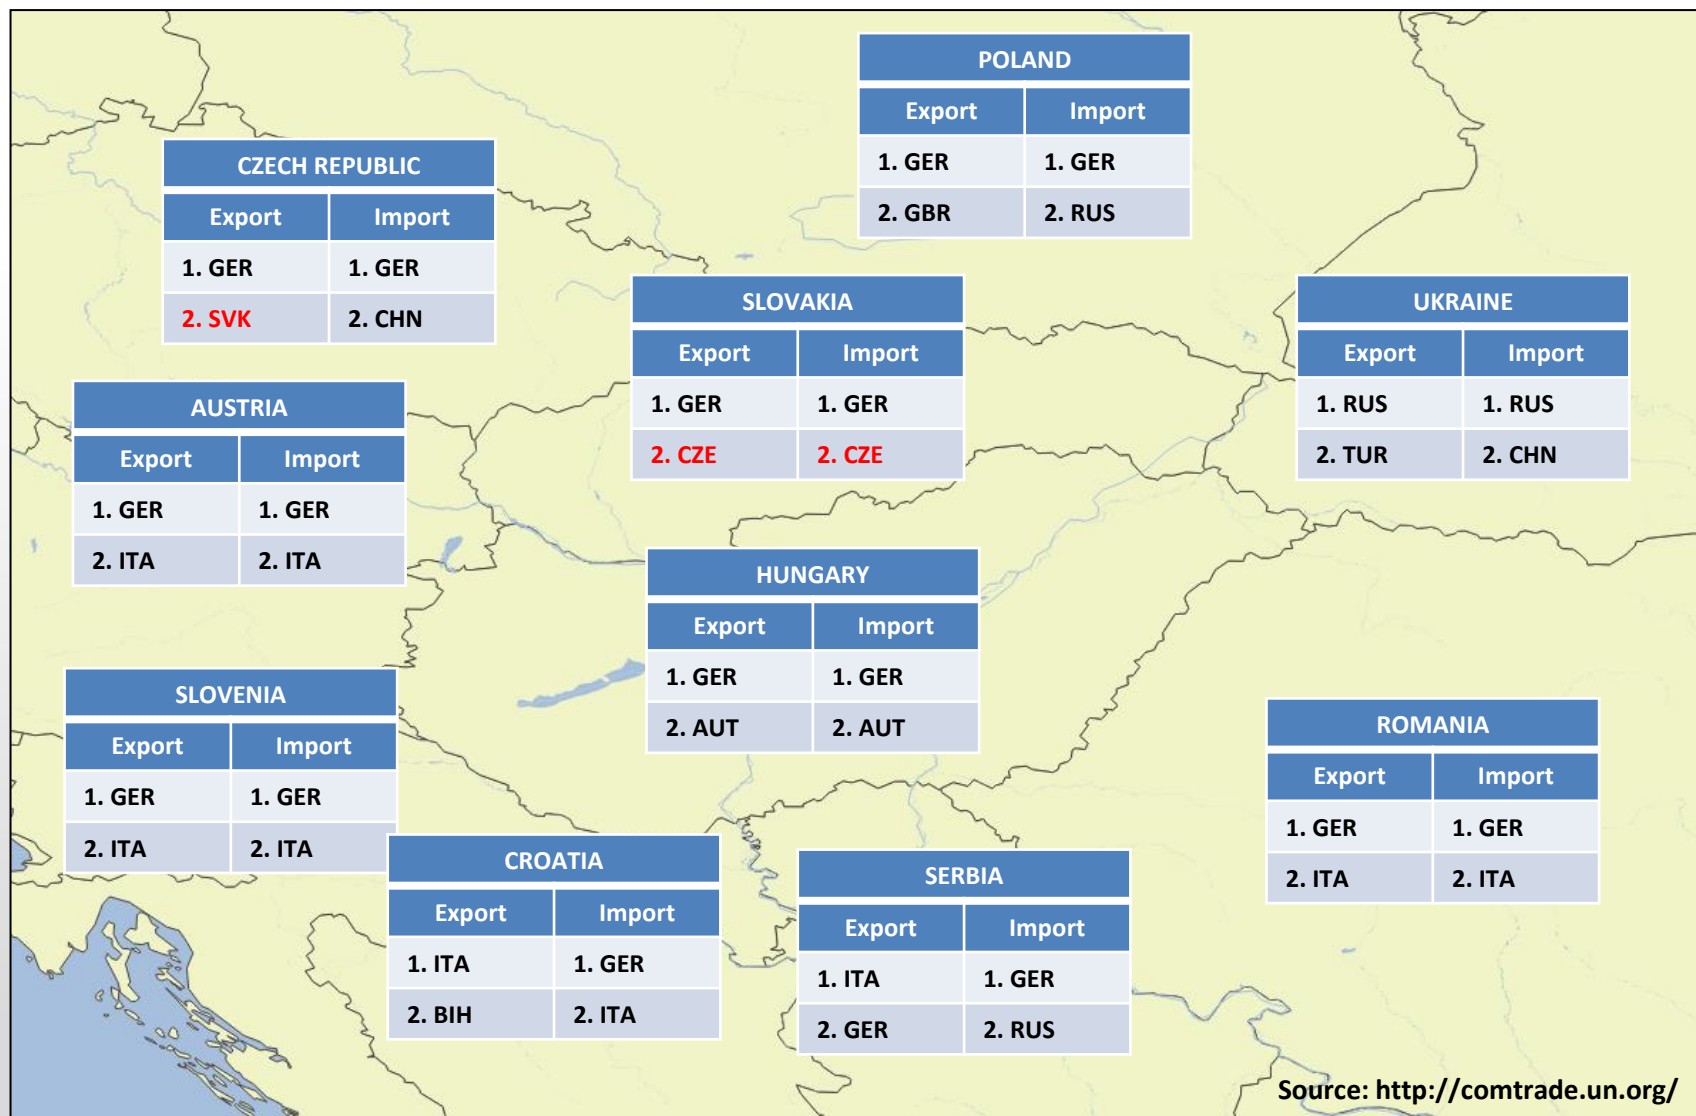 POLAND
Export Import
1. GER 1. GER
2. GBR 2. RUS
CZECH REPUBLIC
Export Import
1. GER 1. GER
2. SVK 2. CHN
SLOVAKIA
Export Import
1. GER 1. GER
2. CZE 2. CZE
UKRAINE
Export Import
1. RUS 1. RUS
2. TUR 2. CHN
AUSTRIA
Export Import
1. GER 1. GER
2. ITA 2. ITA
HUNGARY
Export Import
1. GER 1. GER
2. AUT 2. AUT
SLOVENIA
Export Import
1. GER 1. GER
2. ITA 2. ITA
ROMANIA
Export Import
1. GER 1. GER
2. ITA 2. ITA
CROATIA
Export Import
1. ITA 1. GER
2. BIH 2. ITA
SERBIA
Export Import
1. ITA 1. GER
2. GER 2. RUS
Source: http://comtrade.un.org/